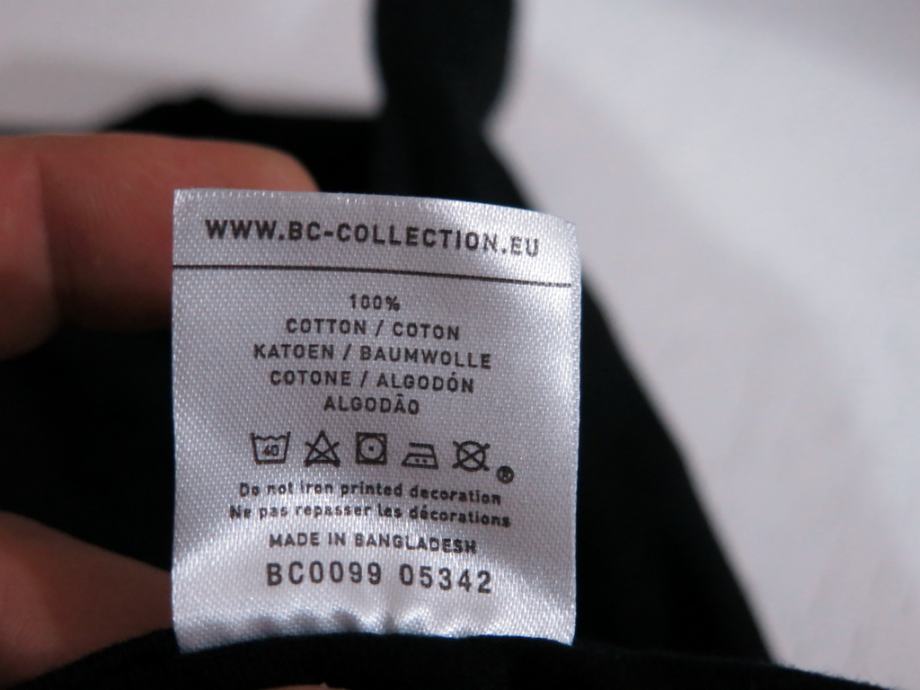 WWW.BC-COLLECTION.EU
100%
COTTON / COTON
KATOEN / BAUMWOLLE
COTONE / ALGODÓN
ALGODÃO
40
®
Do not iron printed decoration
Ne pas repasser les décorations
MADE IN BANGLADESH
BC0099 05342